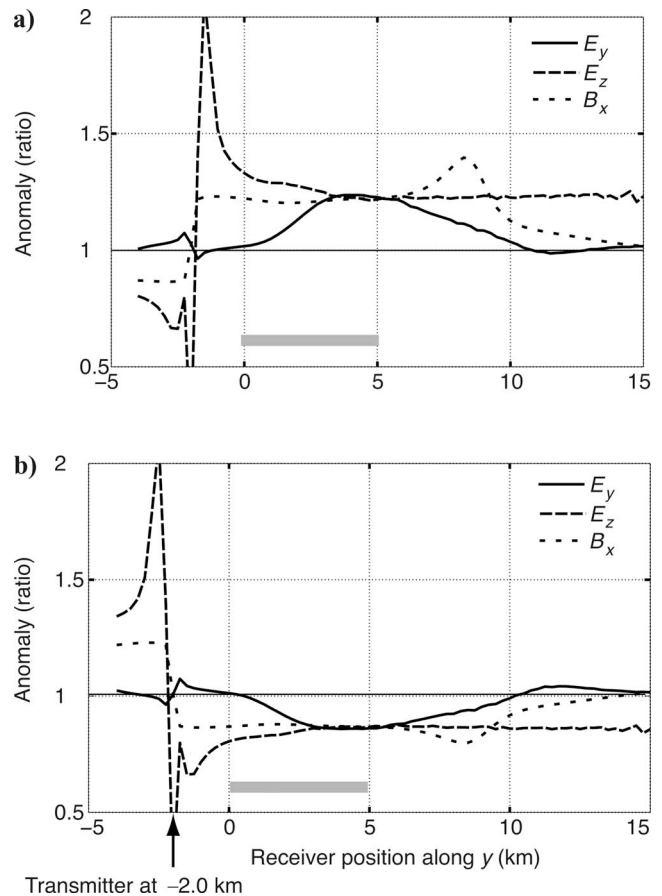 a)
2
1.5
1
0.5
Anomaly (ratio)
E_y
E_z
B_x
−5 0 5 10 15
b)
2
1.5
1
0.5
Anomaly (ratio)
E_y
E_z
B_x
−5 0 5 10 15
Receiver position along y (km)
Transmitter at −2.0 km